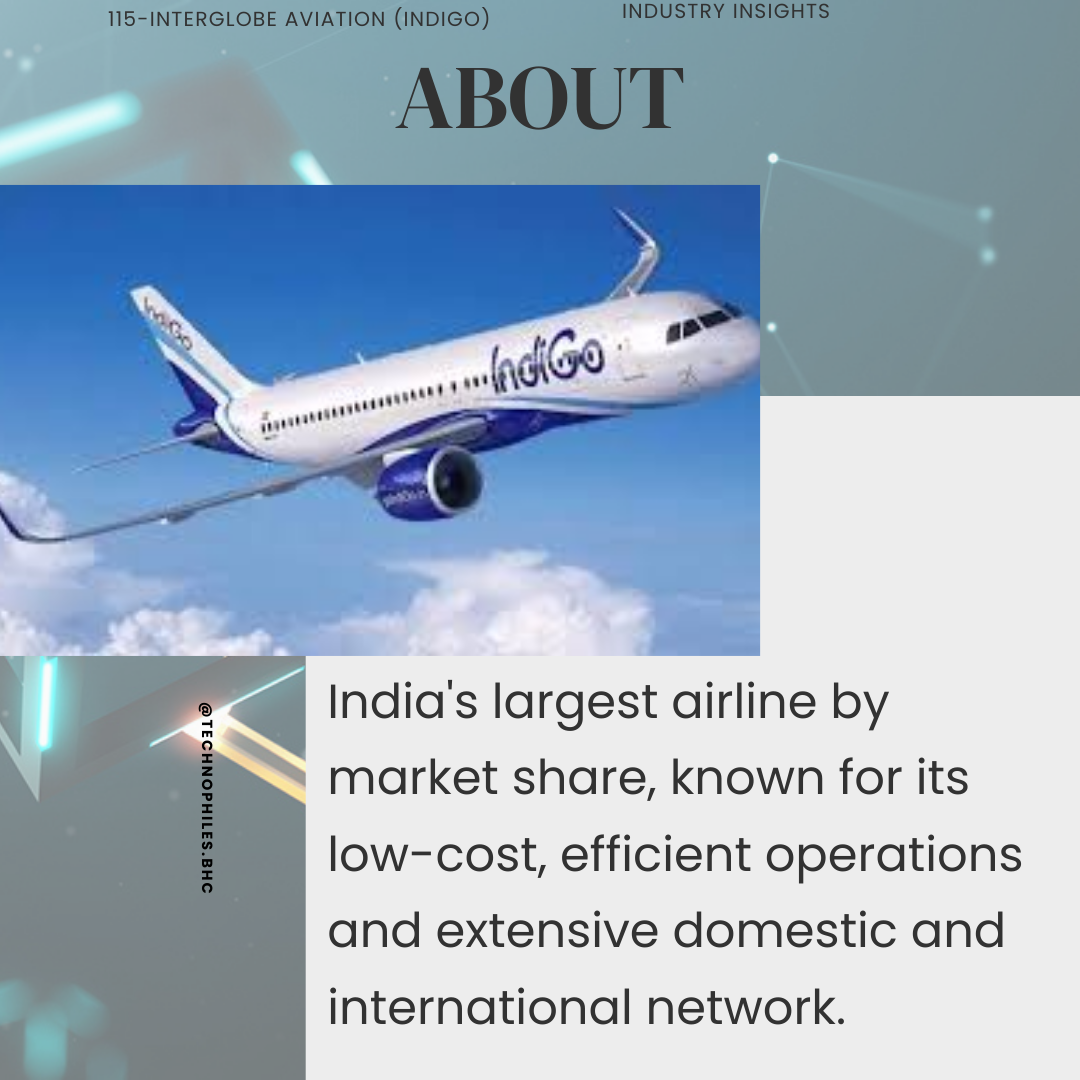 115-INTERGLOBE AVIATION (INDIGO)
INDUSTRY INSIGHTS
ABOUT
IndiGo
IndiGo
@TECHNOPHILES.BHC
India's largest airline by
market share, known for its
low-cost, efficient operations
and extensive domestic and
international network.